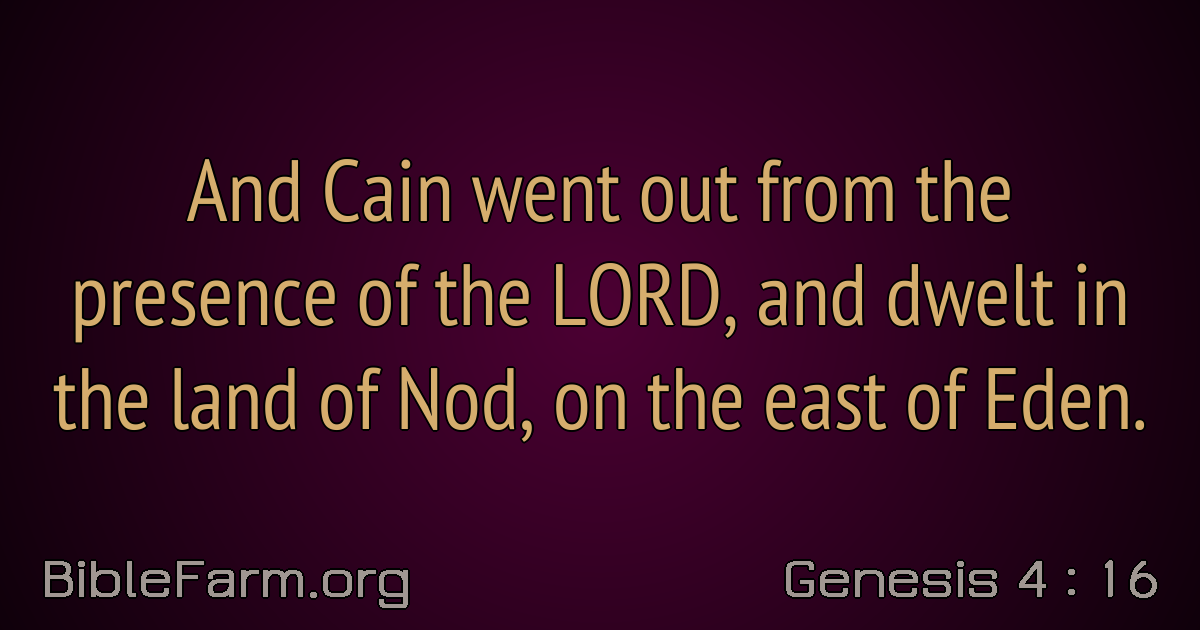 And Cain went out from the
presence of the LORD, and dwelt in
the land of Nod, on the east of Eden.
BibleFarm.org
Genesis 4 : 16